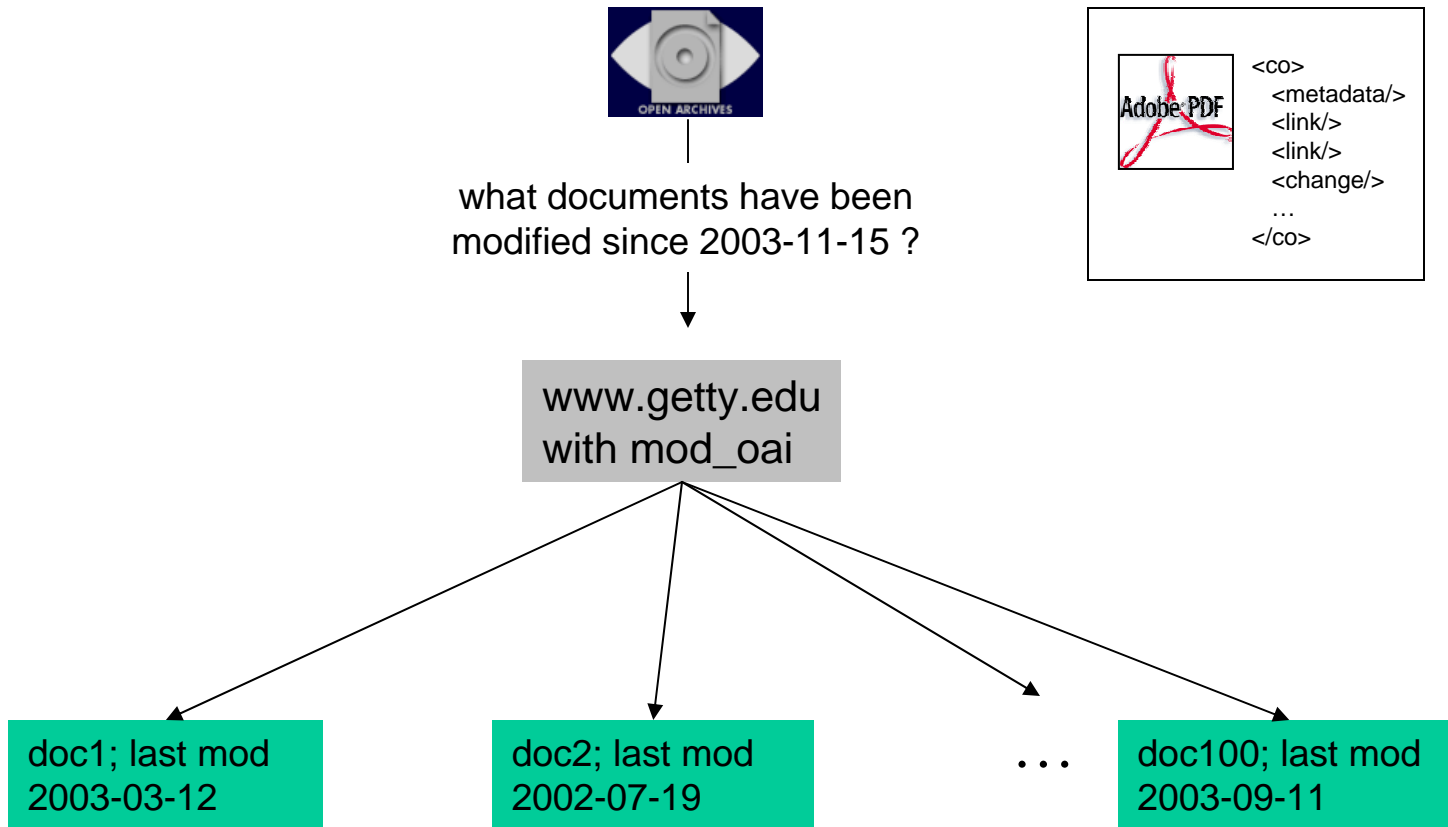 OPEN ARCHIVES
what documents have been
modified since 2003-11-15 ?
Adobe PDF
<co>
<metadata/>
<link/>
<link/>
<change/>
…
</co>
www.getty.edu
with mod_oai
doc1; last mod
2003-03-12
doc2; last mod
2002-07-19
…
doc100; last mod
2003-09-11